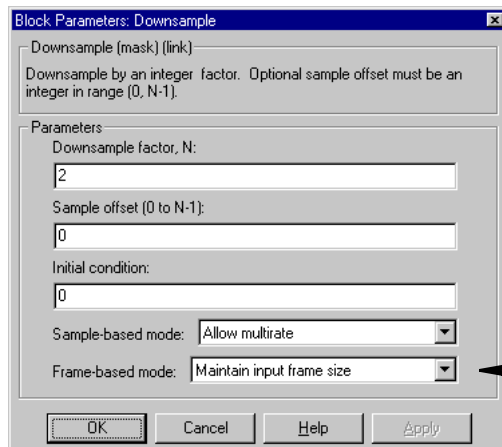 Block Parameters: Downsample
Downsample (mask) (link)
Downsample by an integer factor. Optional sample offset must be an
integer in range (0, N-1).
Parameters
Downsample factor, N:
2
Sample offset (0 to N-1):
0
Initial condition:
0
Sample-based mode: Allow multirate
Frame-based mode: Maintain input frame size
OK Cancel Help Apply